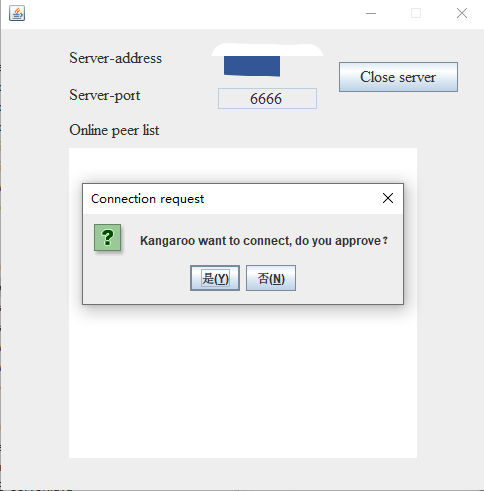 Server-address
Close server
Server-port
6666
Online peer list
Connection request
Kangaroo want to connect, do you approve?
是(Y) 否(N)